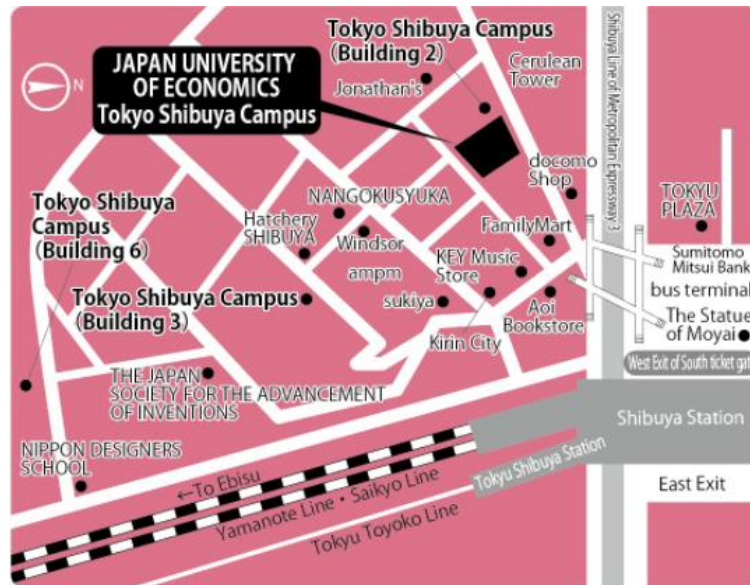 Tokyo Shibuya Campus
(Building 2)
JAPAN UNIVERSITY
OF ECONOMICS
Tokyo Shibuya Campus
N
Jonathan's
Cerulean
Tower
Shibuya Line of Metropolitan Expressway 3
docomo
Shop
TOKYU
PLAZA
Tokyo Shibuya
Campus
(Building 6)
NANGOKUSYUKA
Hatchery
SHIBUYA
Windsor
FamilyMart
KEY Music
Store
Sumitomo
Mitsui Bank
bus terminal
ampm
sukiya
Tokyo Shibuya Campus
(Building 3)
Aoi
Bookstore
The Statue
of Moyai
Kirin City
West Exit of South ticket gat
THE JAPAN
SOCIETY FOR THE ADVANCEMENT
OF INVENTIONS
Shibuya Station
NIPPON DESIGNERS
SCHOOL
Tokyu Shibuya Station
East Exit
←To Ebisu
Yamanote Line・Saikyo Line
Tokyu Toyoko Line